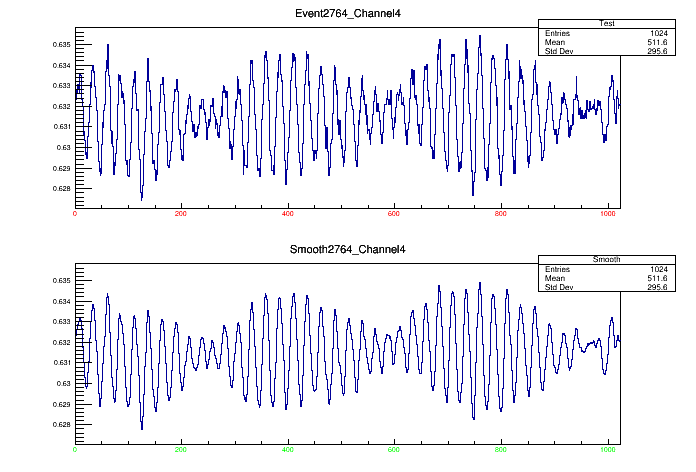 Event2764_Channel4
Test
Entries 1024
Mean 511.6
Std Dev 295.6
0.635
0.634
0.633
0.632
0.631
0.63
0.629
0.628
0 200 400 600 800 1000
Smooth2764_Channel4
Smooth
Entries 1024
Mean 511.6
Std Dev 295.6
0.635
0.634
0.633
0.632
0.631
0.63
0.629
0.628
0 200 400 600 800 1000